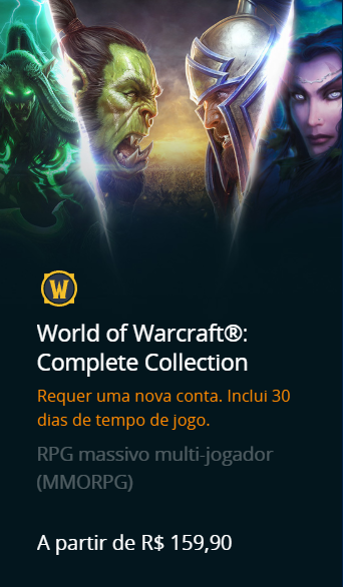 W
World of Warcraft®:
Complete Collection
Requer uma nova conta. Inclui 30
dias de tempo de jogo.
RPG massivo multi-jogador
(MMORPG)
A partir de R$ 159,90